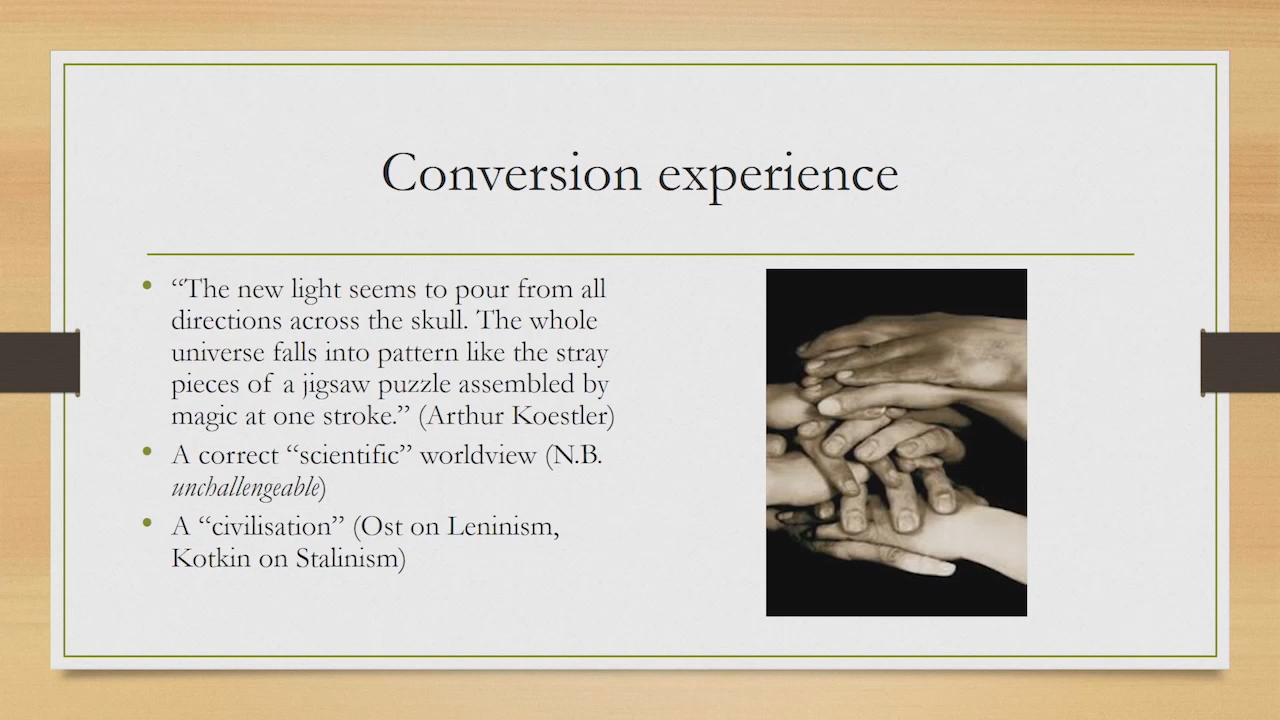 Conversion experience
• “The new light seems to pour from all
directions across the skull. The whole
universe falls into pattern like the stray
pieces of a jigsaw puzzle assembled by
magic at one stroke.” (Arthur Koestler)
• A correct “scientific” worldview (N.B.
unchallengeable)
• A “civilisation” (Ost on Leninism,
Kotkin on Stalinism)